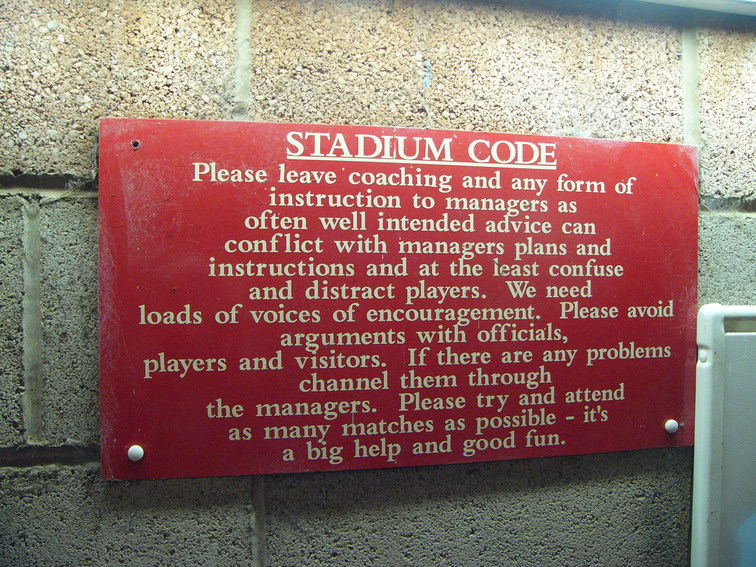 STADIUM CODE
Please leave coaching and any form of
instruction to managers as
often well intended advice can
conflict with managers plans and
instructions and at the least confuse
and distract players. We need
loads of voices of encouragement. Please avoid
arguments with officials,
players and visitors. If there are any problems
channel them through
the managers. Please try and attend
as many matches as possible - it's
a big help and good fun.